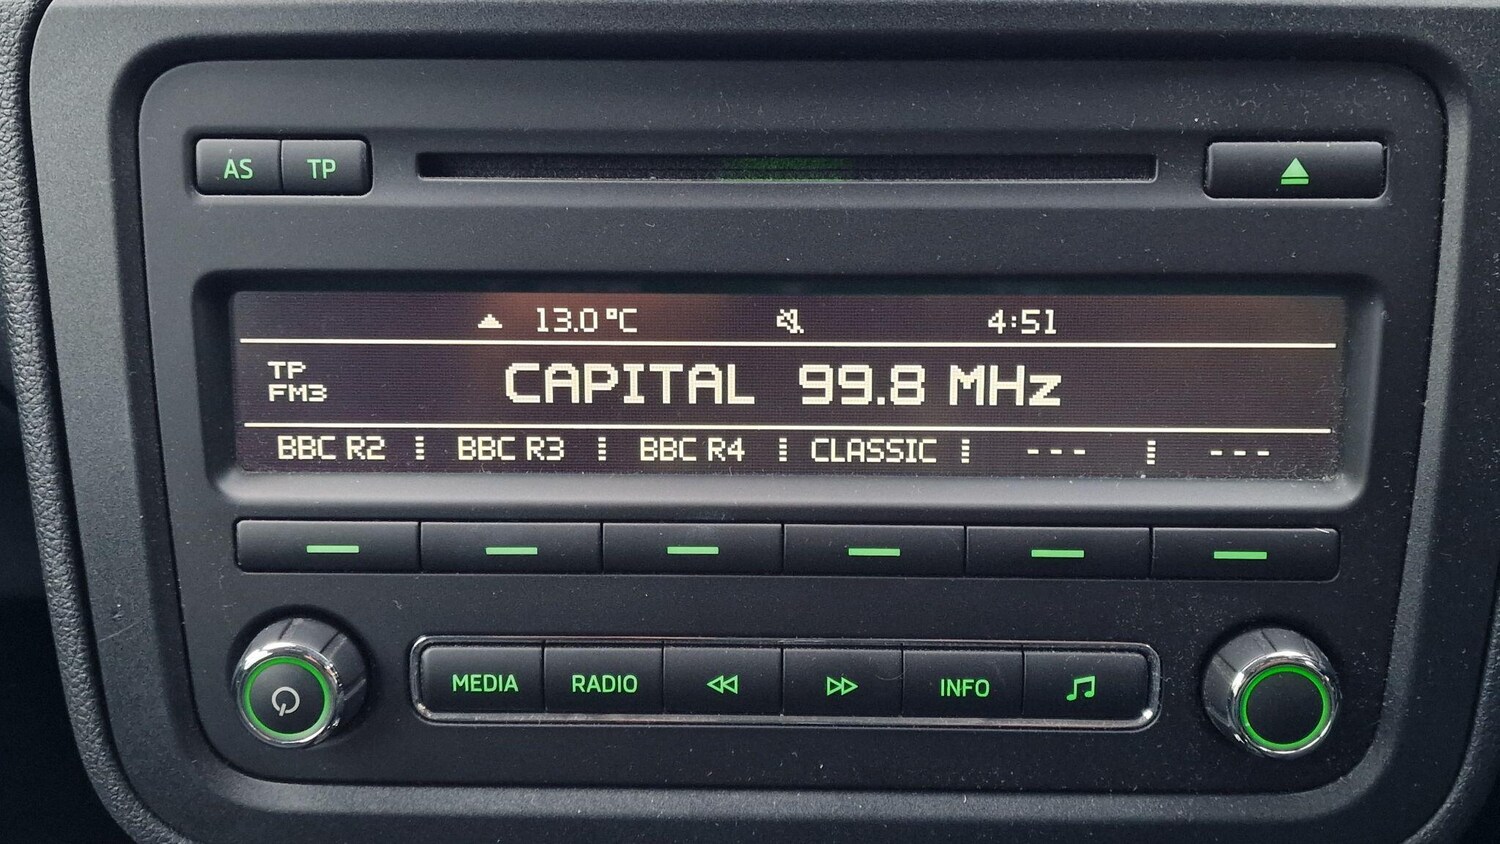 AS TP
13.0 °C 4:51
TP
FM3
CAPITAL 99.8 MHz
BBC R2 BBC R3 BBC R4 CLASSIC --- ---
MEDIA RADIO INFO